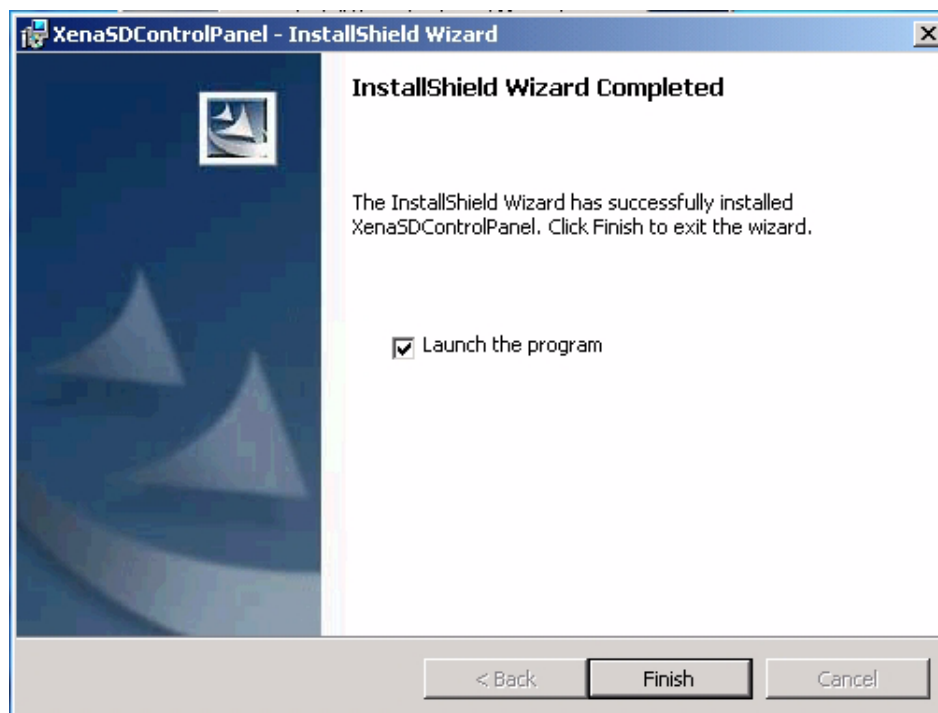 XenaSDControlPanel - InstallShield Wizard
InstallShield Wizard Completed
The InstallShield Wizard has successfully installed
XenaSDControlPanel. Click Finish to exit the wizard.
Launch the program
< Back
Finish
Cancel